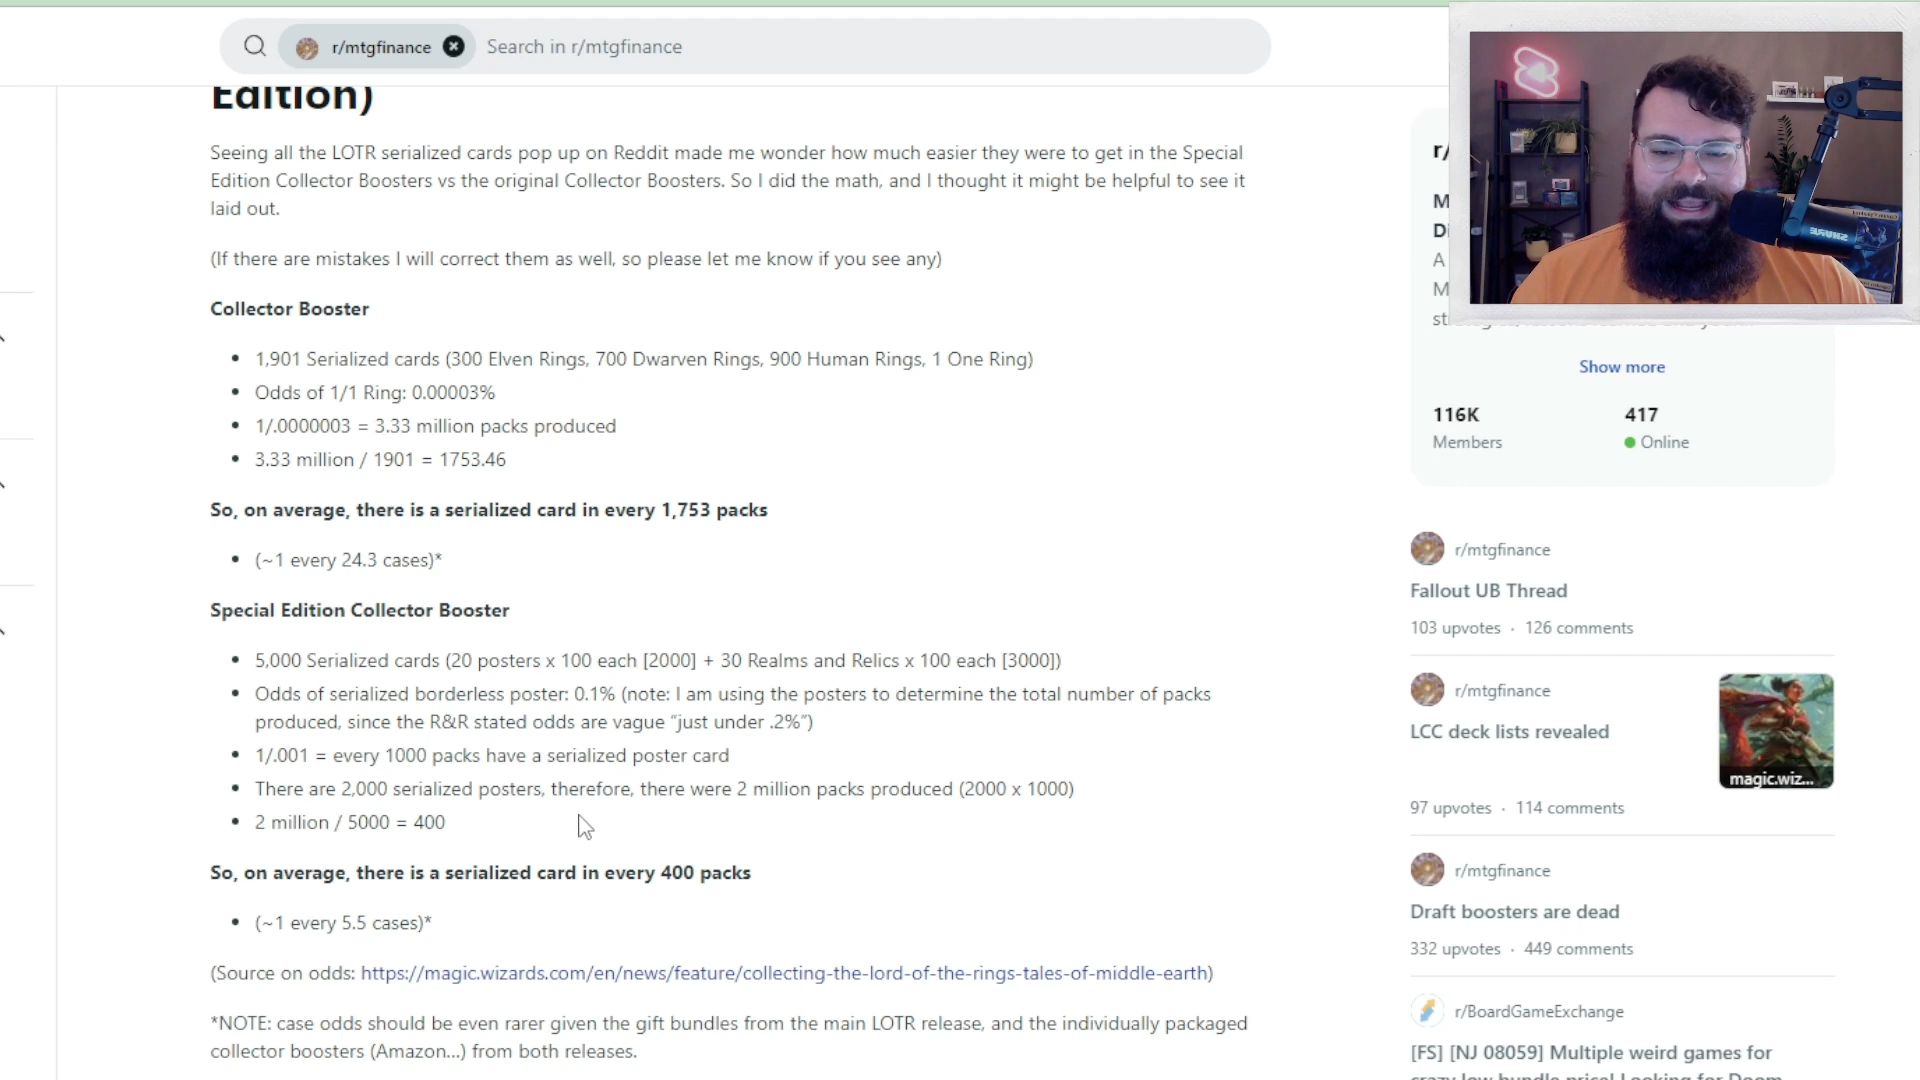 r/mtgfinance
Search in r/mtgfinance
Edition)
Seeing all the LOTR serialized cards pop up on Reddit made me wonder how much easier they were to get in the Special
Edition Collector Boosters vs the original Collector Boosters. So I did the math, and I thought it might be helpful to see it
laid out.
(If there are mistakes I will correct them as well, so please let me know if you see any)
Collector Booster
• 1,901 Serialized cards (300 Elven Rings, 700 Dwarven Rings, 900 Human Rings, 1 One Ring)
• Odds of 1/1 Ring: 0.00003%
• 1/.0000003 = 3.33 million packs produced
• 3.33 million / 1901 = 1753.46
So, on average, there is a serialized card in every 1,753 packs
• (~1 every 24.3 cases)*
Special Edition Collector Booster
• 5,000 Serialized cards (20 posters x 100 each [2000] + 30 Realms and Relics x 100 each [3000])
• Odds of serialized borderless poster: 0.1% (note: I am using the posters to determine the total number of packs
produced, since the R&R stated odds are vague “just under .2%”)
• 1/.001 = every 1000 packs have a serialized poster card
• There are 2,000 serialized posters, therefore, there were 2 million packs produced (2000 x 1000)
• 2 million / 5000 = 400
So, on average, there is a serialized card in every 400 packs
• (~1 every 5.5 cases)*
(Source on odds: https://magic.wizards.com/en/news/feature/collecting-the-lord-of-the-rings-tales-of-middle-earth)
*NOTE: case odds should be even rarer given the gift bundles from the main LOTR release, and the individually packaged
collector boosters (Amazon...) from both releases.
SHURE
r/
M
Di
A
M
Show more
116K
417
Members
Online
r/mtgfinance
Fallout UB Thread
103 upvotes · 126 comments
r/mtgfinance
LCC deck lists revealed
magic.wiz...
97 upvotes · 114 comments
r/mtgfinance
Draft boosters are dead
332 upvotes · 449 comments
r/BoardGameExchange
[FS] [NJ 08059] Multiple weird games for
crazy low bundle price! Looking for Doom